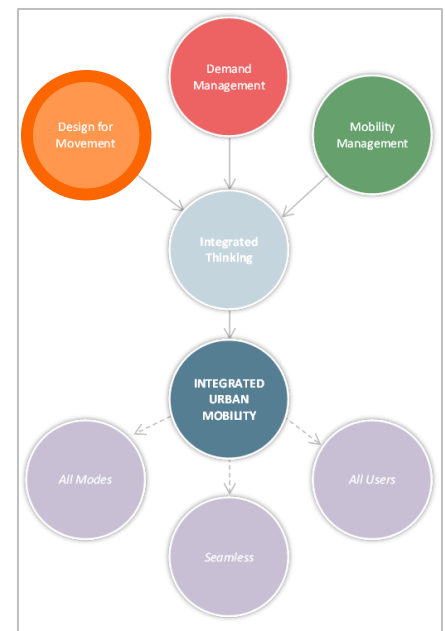 Demand
Management
Design for
Movement
Mobility
Management
Integrated
Thinking
INTEGRATED
URBAN
MOBILITY
All Modes
All Users
Seamless